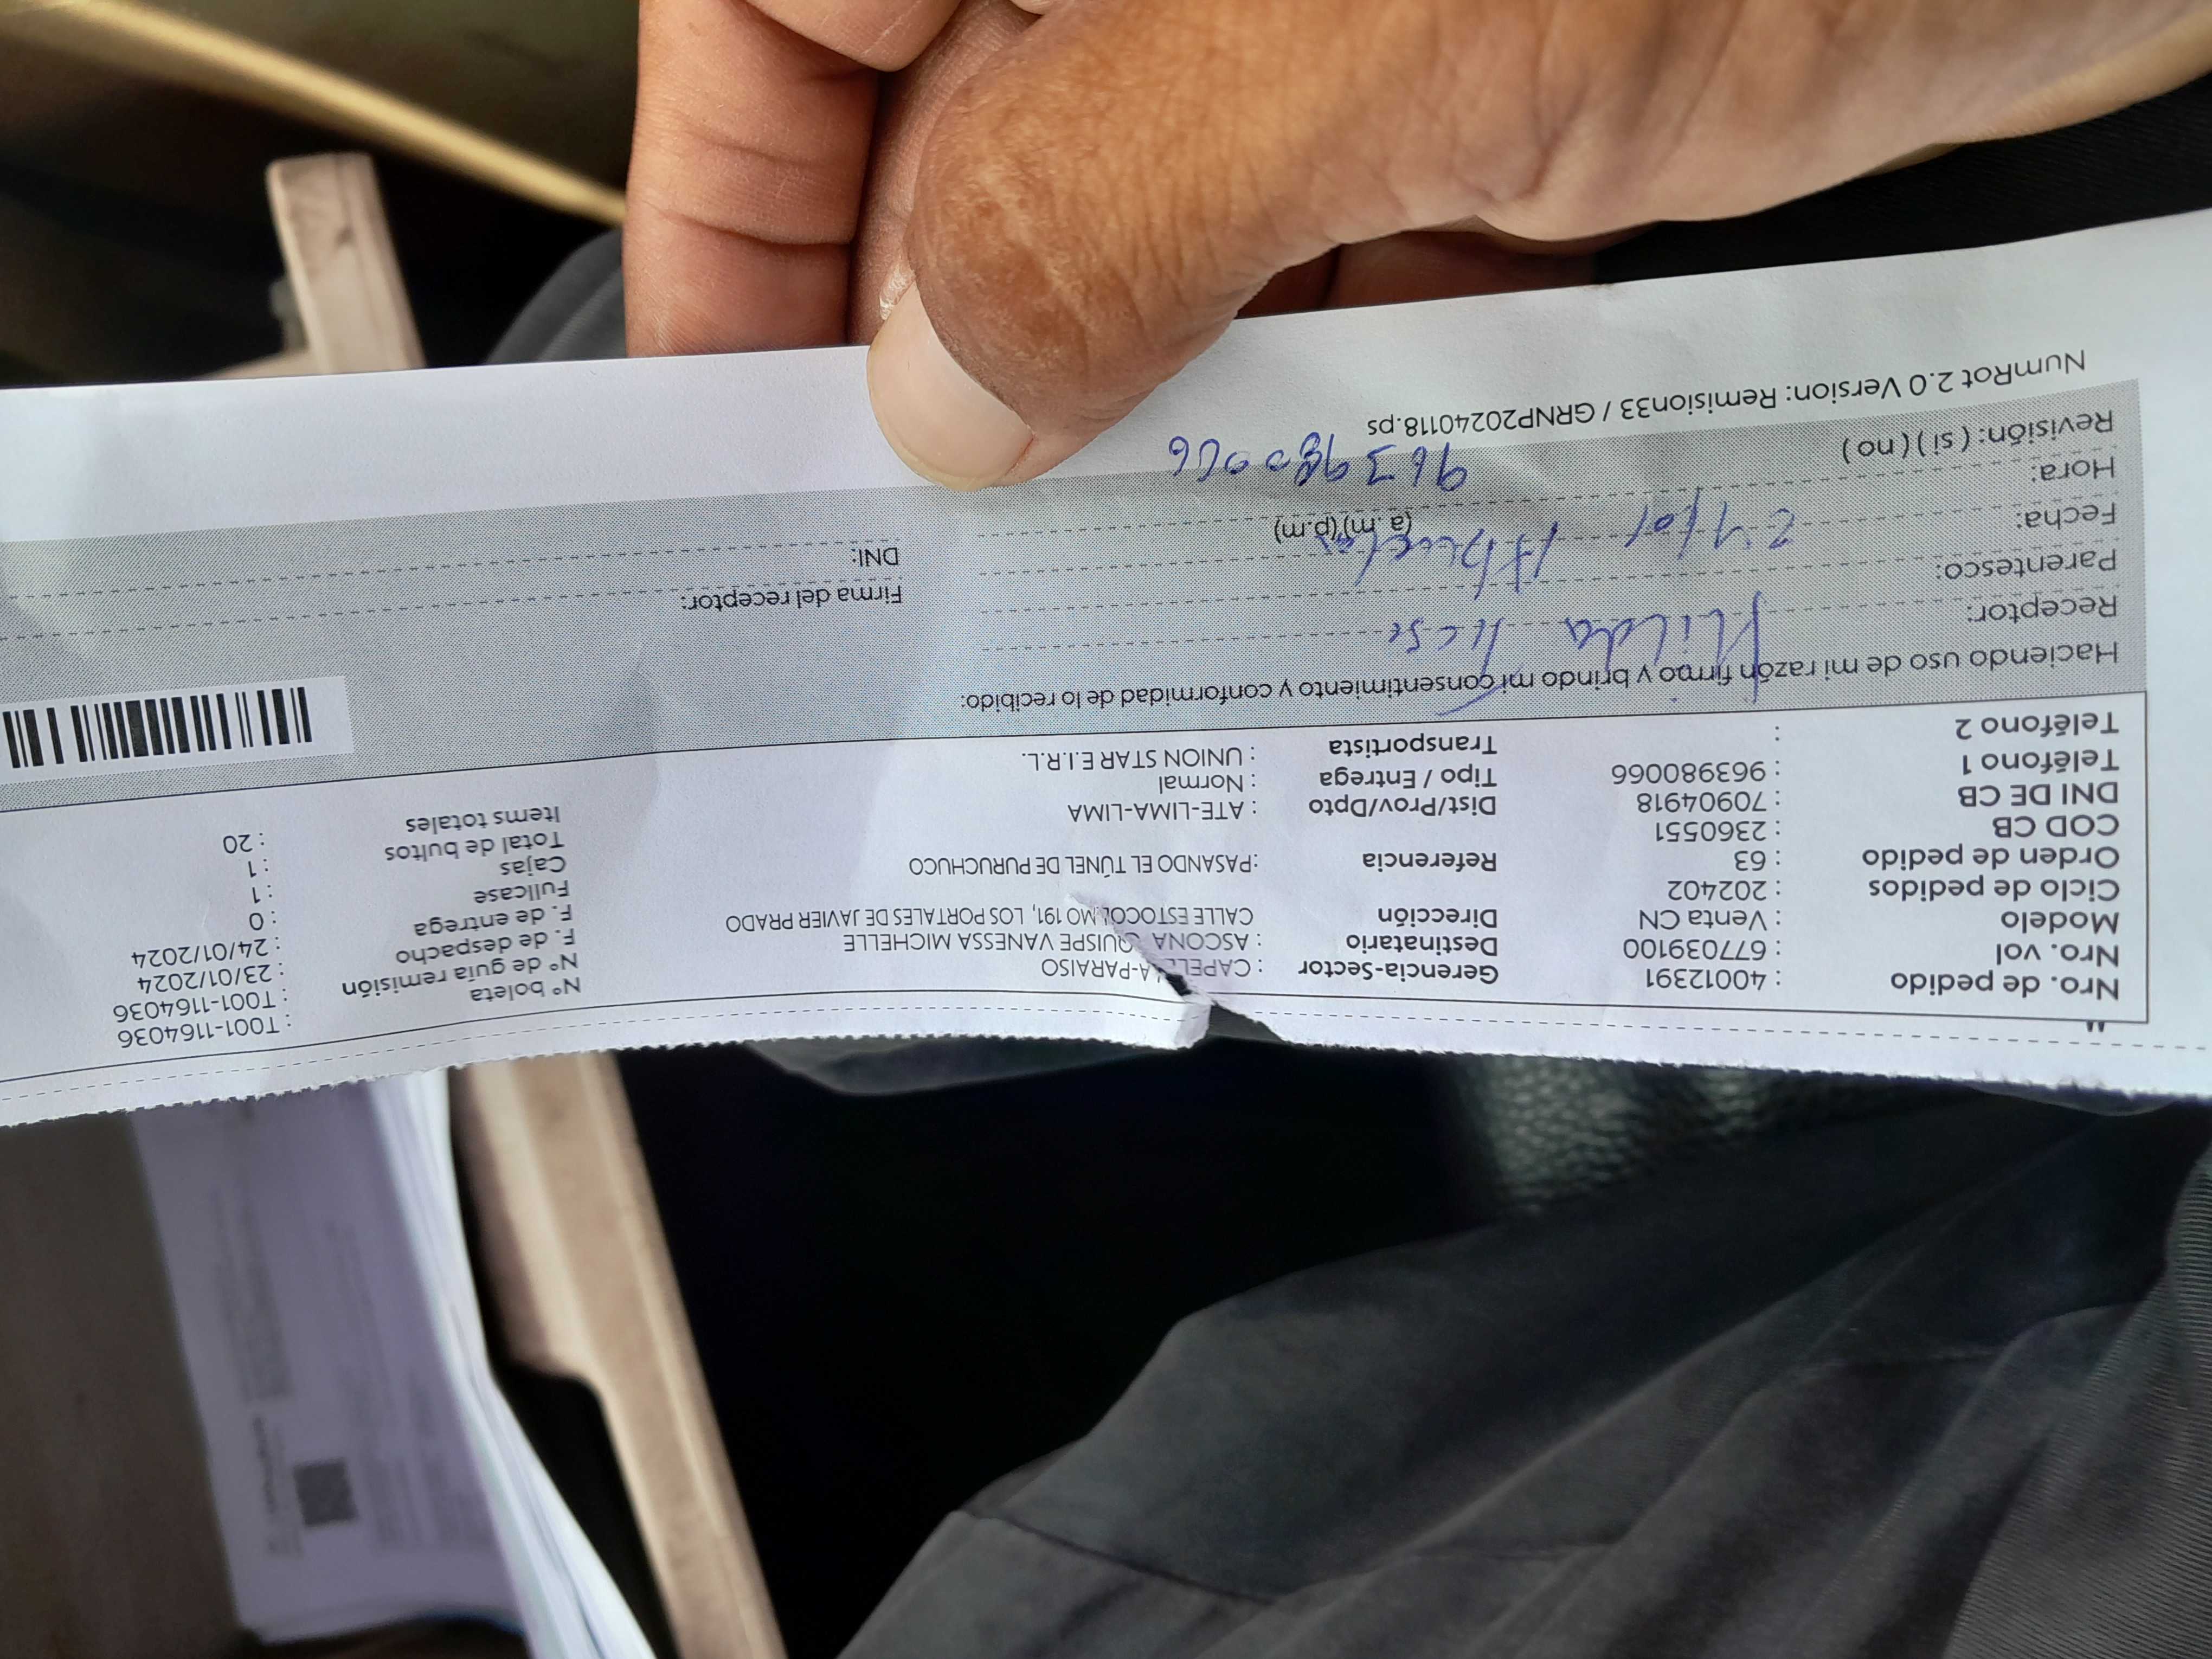 Nro. de pedido : 40012391
Nro. vol : 677039100
Modelo : Venta CN
Ciclo de pedidos : 202402
Orden de pedido : 63
COD CB : 2360551
DNI DE CB : 70904918
Teléfono 1 : 963980066
Teléfono 2 :
Gerencia-Sector : CAPELLA-PARAISO
Destinatario : ASCONA QUISPE VANESSA MICHELLE
Dirección CALLE ESTOCOLMO 191, LOS PORTALES DE JAVIER PRADO
Referencia :PASANDO EL TÚNEL DE PURUCHUCO
Dist/Prov/Dpto : ATE-LIMA-LIMA
Tipo / Entrega : Normal
Transportista : UNION STAR E.I.R.L.
N° boleta : T001-1164036
N° de guía remisión : T001-1164036
F. de despacho : 23/01/2024
F. de entrega : 24/01/2024
Fullcase : 0
Cajas : 1
Total de bultos : 1
Items totales : 20
Haciendo uso de mi razón firmo y brindo mi consentimiento y conformidad de lo recibido:
Receptor: Hilda
Parentesco:
Fecha:
Hora: (a.m)(p.m)
Revisión: ( si ) ( no )
963980066
Firma del receptor:
DNI:
NumRot 2.0 Version: Remision33 / GRNP20240118.ps